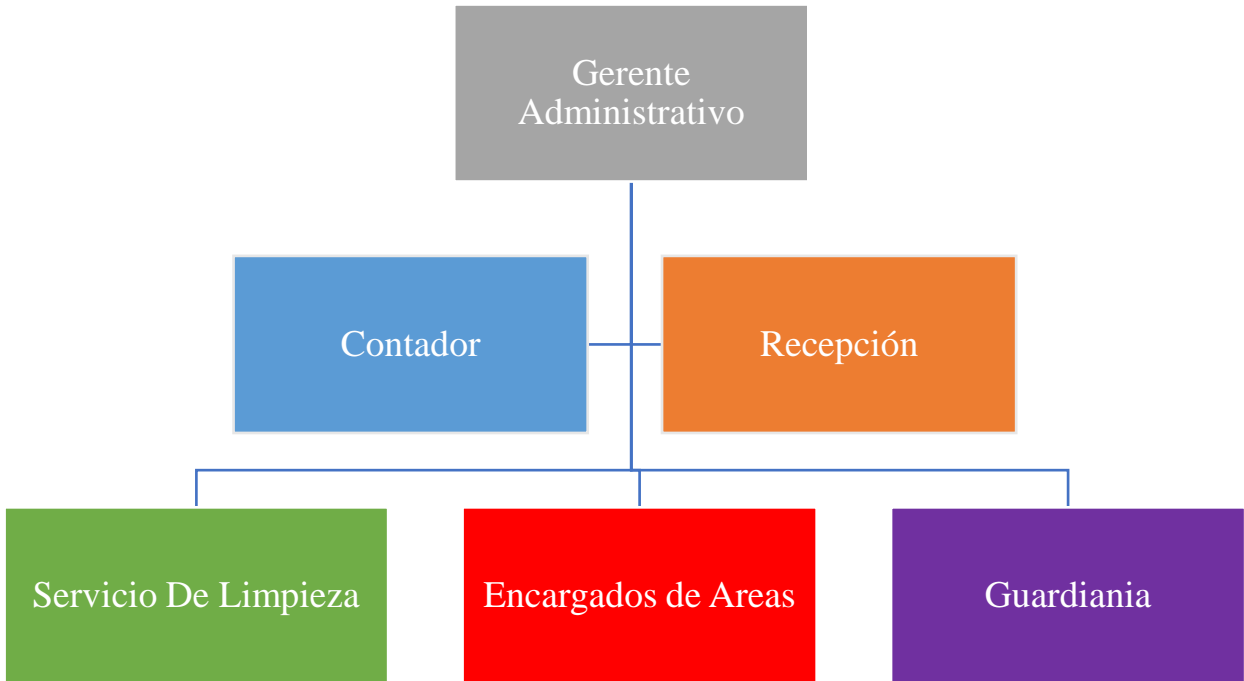 Gerente
Administrativo
Contador
Recepción
Servicio De Limpieza
Encargados de Areas
Guardiania